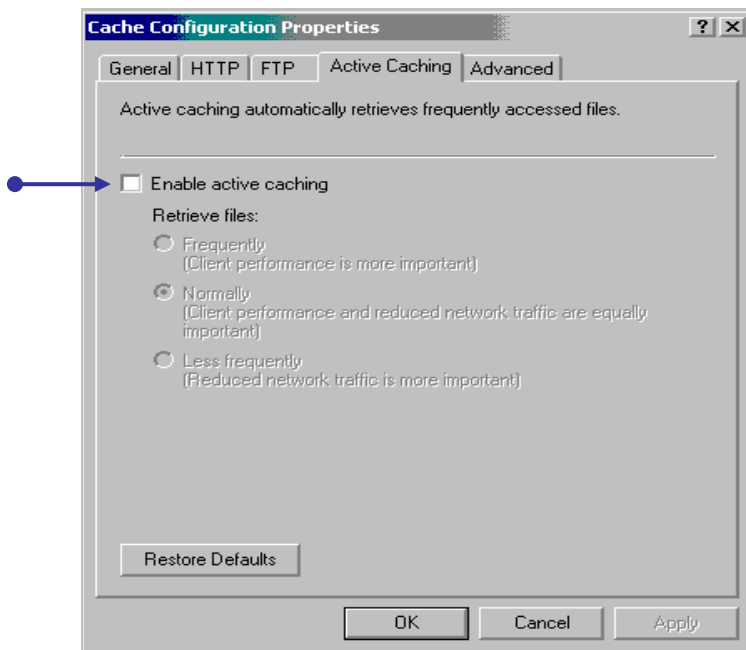 Cache Configuration Properties
General HTTP FTP Active Caching Advanced
Active caching automatically retrieves frequently accessed files.
Enable active caching
Retrieve files:
Frequently
(Client performance is more important)
Normally
(Client performance and reduced network traffic are equally
important)
Less frequently
(Reduced network traffic is more important)
Restore Defaults
OK Cancel Apply